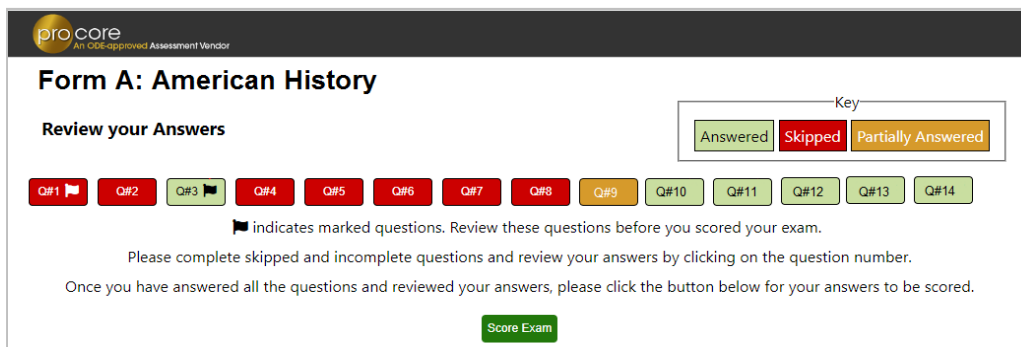 procore
An ODE-approved Assessment Vendor
Form A: American History
Key
Review your Answers
Answered Skipped Partially Answered
Q#1 Q#2 Q#3 Q#4 Q#5 Q#6 Q#7 Q#8 Q#9 Q#10 Q#11 Q#12 Q#13 Q#14
indicates marked questions. Review these questions before you scored your exam.
Please complete skipped and incomplete questions and review your answers by clicking on the question number.
Once you have answered all the questions and reviewed your answers, please click the button below for your answers to be scored.
Score Exam